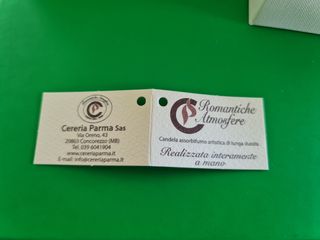 Cereria Parma Sas
Via Oreno, 43
20863 Concorezzo (MB)
Tel. 039 6041904
www.cereriaparma.it
E-mail: info@cereriaparma.it
Romantiche
Atmosfere
Candela assorbifumo artistica di lunga durata
Realizzata interamente
a mano